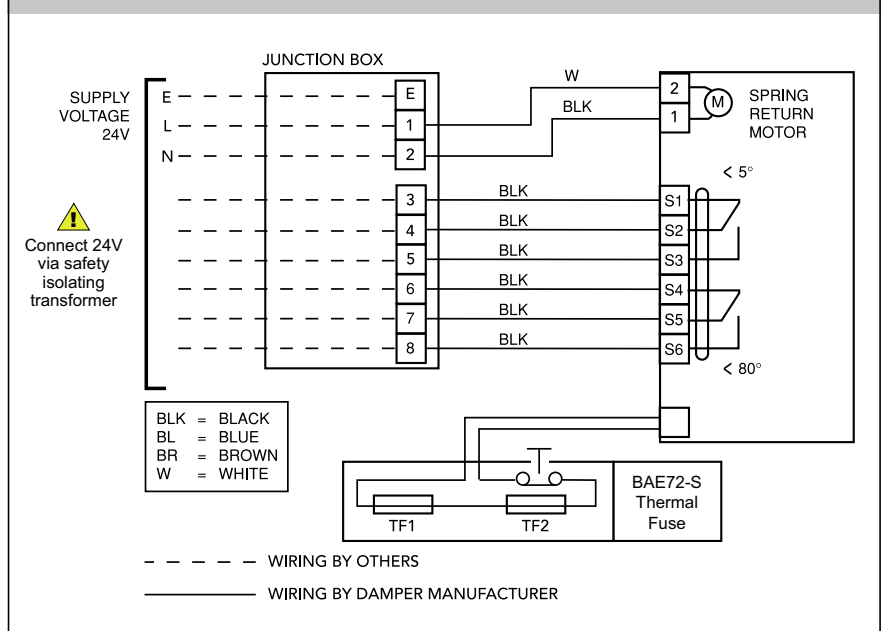 JUNCTION BOX
SUPPLY
VOLTAGE
24V
E
L
N
E
1
2
3
4
5
6
7
8
W
BLK
BLK
BLK
BLK
BLK
BLK
BLK
2
1
M
SPRING
RETURN
MOTOR
< 5°
S1
S2
S3
S4
S5
S6
< 80°
!
Connect 24V
via safety
isolating
transformer
BLK = BLACK
BL = BLUE
BR = BROWN
W = WHITE
TF1
TF2
BAE72-S
Thermal
Fuse
WIRING BY OTHERS
WIRING BY DAMPER MANUFACTURER